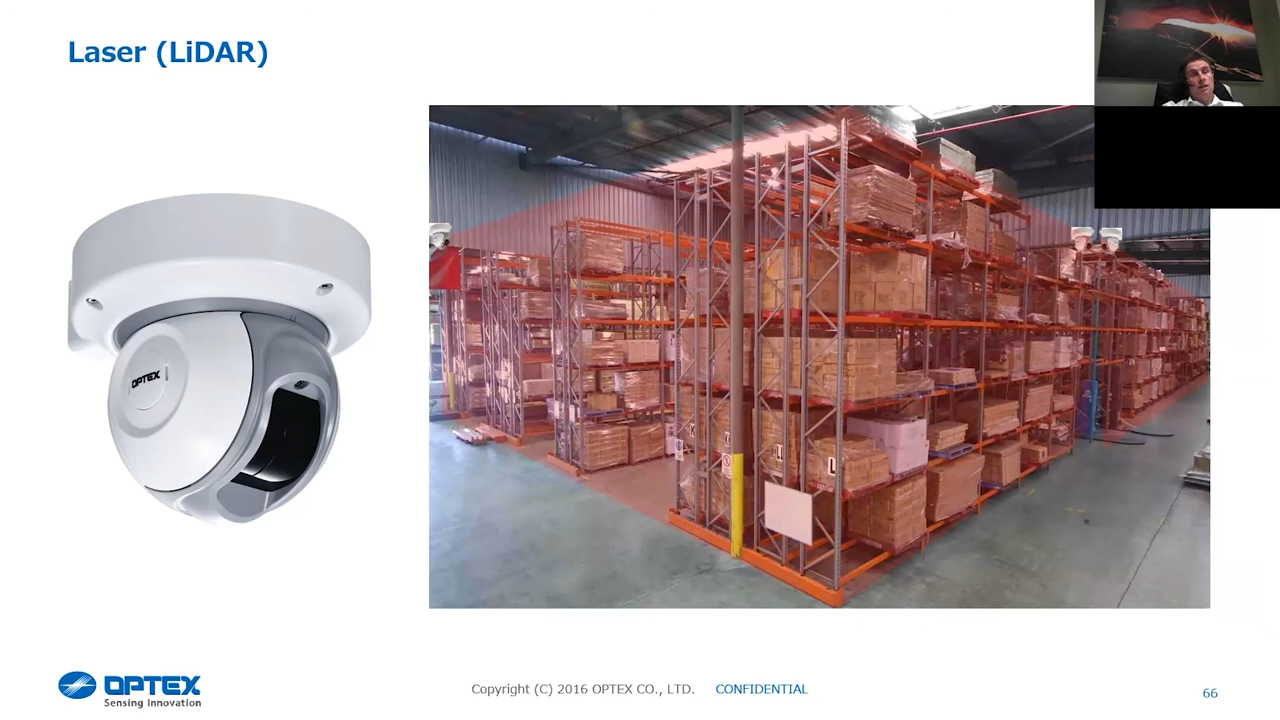 Laser (LiDAR)
OPTEX
L
L
OPTEX
Sensing Innovation
Copyright (C) 2016 OPTEX CO., LTD. CONFIDENTIAL
66